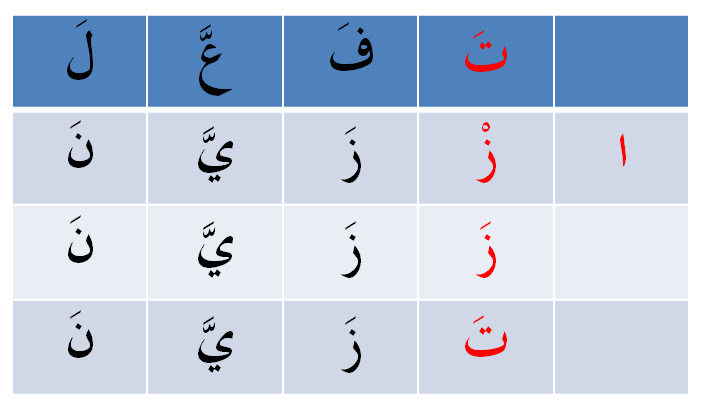 تَ فَ عَّ لَ
ا زْ زَ يَّ نَ
زَ زَ يَّ نَ
تَ زَ يَّ نَ